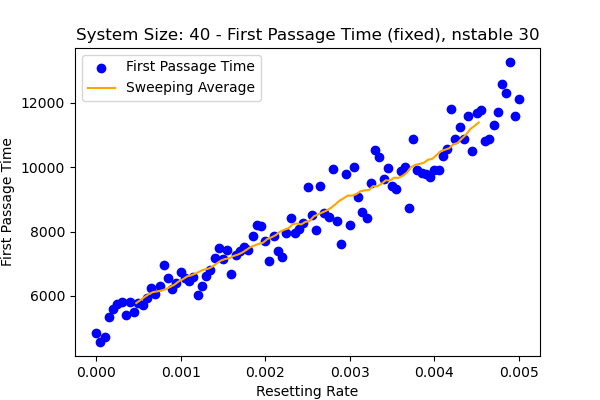 System Size: 40 - First Passage Time (fixed), nstable 30
First Passage Time
Sweeping Average
First Passage Time
12000
10000
8000
6000
0.000 0.001 0.002 0.003 0.004 0.005
Resetting Rate